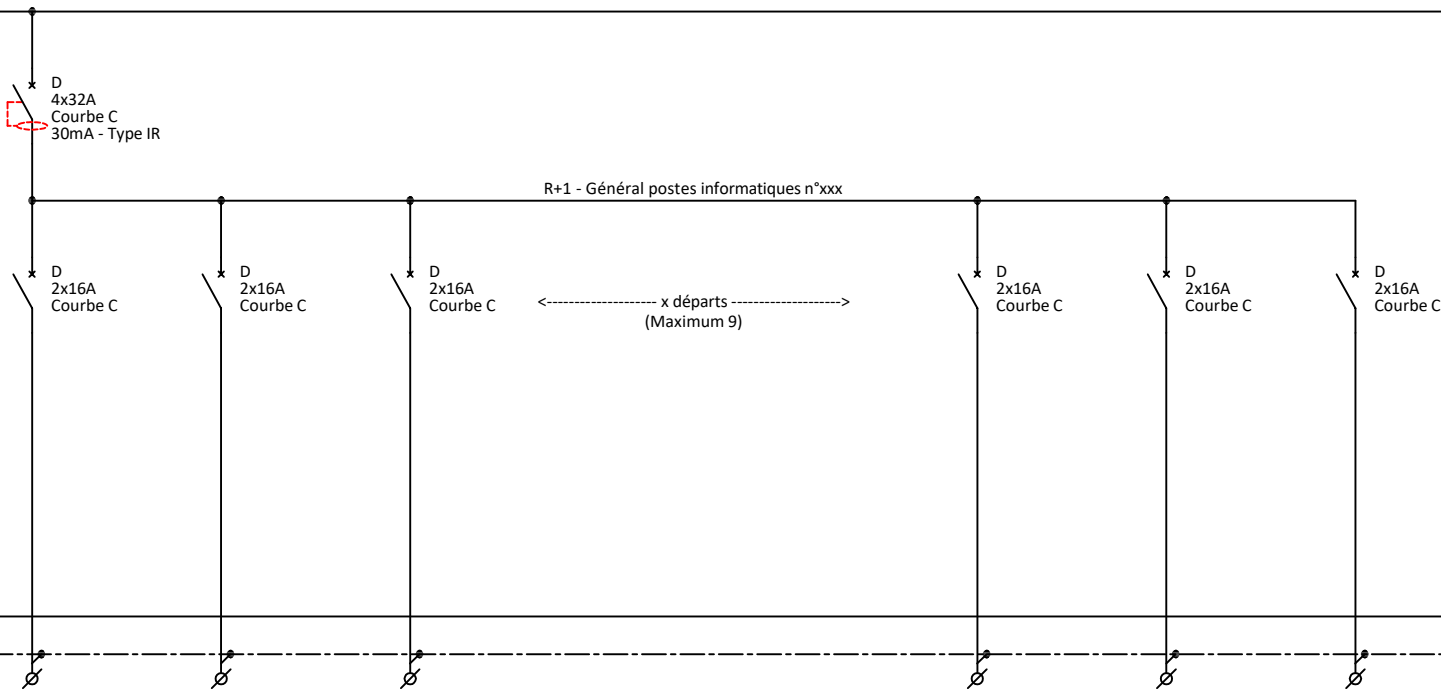 D
4x32A
Courbe C
30mA - Type IR
R+1 - Général postes informatiques n°xxx
D
2x16A
Courbe C
D
2x16A
Courbe C
D
2x16A
Courbe C
<-------------------- x départs -------------------->
(Maximum 9)
D
2x16A
Courbe C
D
2x16A
Courbe C
D
2x16A
Courbe C